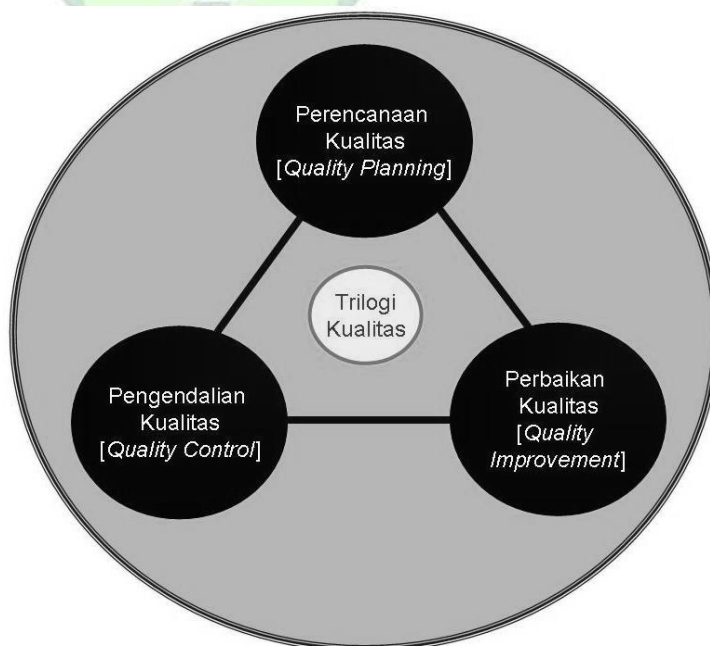 Perencanaan
Kualitas
[Quality Planning]
Trilogi
Kualitas
Pengendalian
Kualitas
[Quality Control]
Perbaikan
Kualitas
[Quality
Improvement]